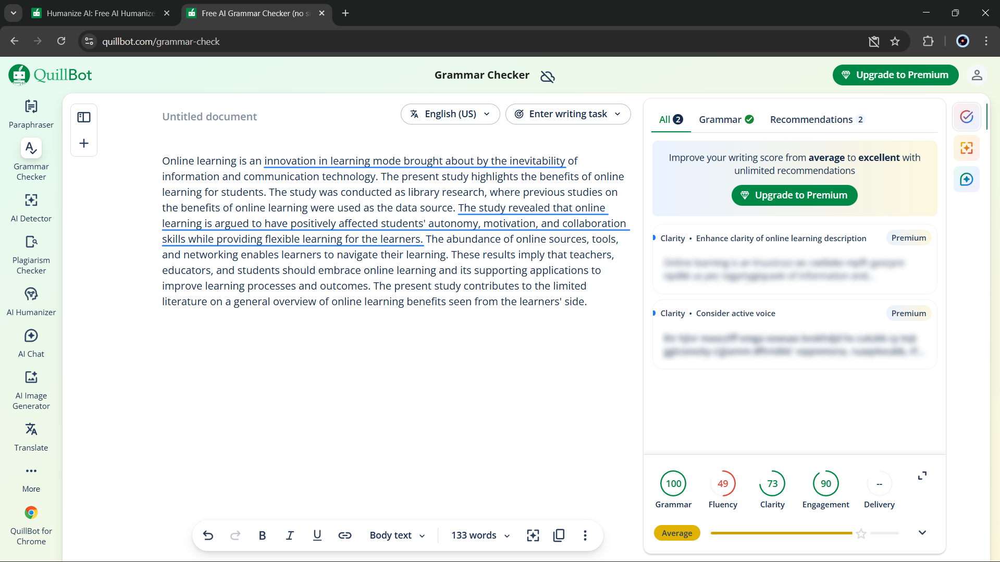 Humanize AI: Free AI Humanize
Free AI Grammar Checker (no si
quillbot.com/grammar-check
QuillBot
Grammar Checker
Upgrade to Premium
Paraphraser
Grammar
Checker
AI Detector
Plagiarism
Checker
AI Humanizer
AI Chat
AI Image
Generator
Translate
More
QuillBot for
Chrome
Untitled document
English (US)
Enter writing task
Online learning is an innovation in learning mode brought about by the inevitability of
information and communication technology. The present study highlights the benefits of online
learning for students. The study was conducted as library research, where previous studies on
the benefits of online learning were used as the data source. The study revealed that online
learning is argued to have positively affected students' autonomy, motivation, and collaboration
skills while providing flexible learning for the learners. The abundance of online sources, tools,
and networking enables learners to navigate their learning. These results imply that teachers,
educators, and students should embrace online learning and its supporting applications to
improve learning processes and outcomes. The present study contributes to the limited
literature on a general overview of online learning benefits seen from the learners' side.
B I U
Body text
133 words
All 2 Grammar Recommendations 2
Improve your writing score from average to excellent with
unlimited recommendations
Upgrade to Premium
Clarity • Enhance clarity of online learning description Premium
Clarity • Consider active voice Premium
100 49 73 90 --
Grammar Fluency Clarity Engagement Delivery
Average